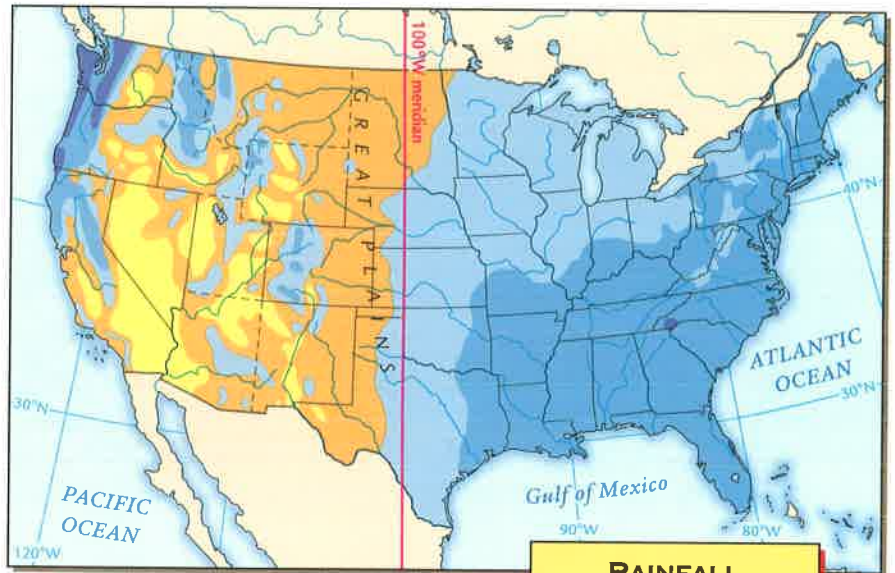 100°W meridian
GREAT PLAINS
40°N
ATLANTIC
OCEAN
30°N
30°N
PACIFIC
OCEAN
Gulf of Mexico
120°W
90°W
80°W
RAINFALL